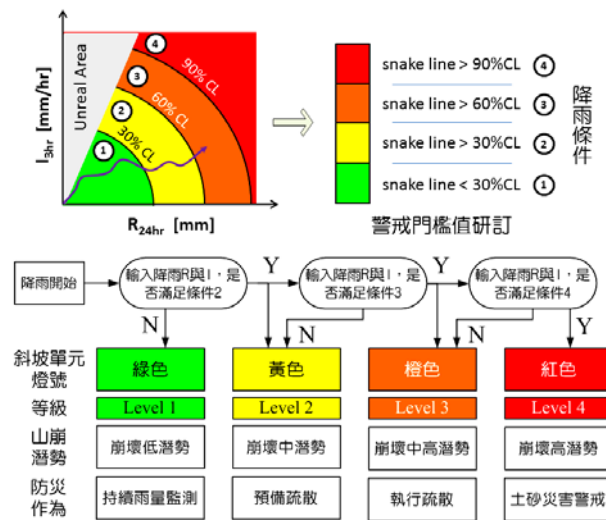 I3hr [mm/hr]
Unreal Area
④
③
②
①
90% CL
60% CL
30% CL
R24hr [mm]
snake line > 90%CL ④
snake line > 60%CL ③
snake line > 30%CL ②
snake line < 30%CL ①
降雨條件
警戒門檻值研訂
降雨開始
輸入降雨R與I，是
否滿足條件2
Y
輸入降雨R與I，是
否滿足條件3
Y
輸入降雨R與I，是
否滿足條件4
N
N
N
Y
斜坡單元
燈號
綠色
黃色
橙色
紅色
等級
Level 1
Level 2
Level 3
Level 4
山崩
潛勢
崩壞低潛勢
崩壞中潛勢
崩壞中高潛勢
崩壞高潛勢
防災
作為
持續雨量監測
預備疏散
執行疏散
土砂災害警戒